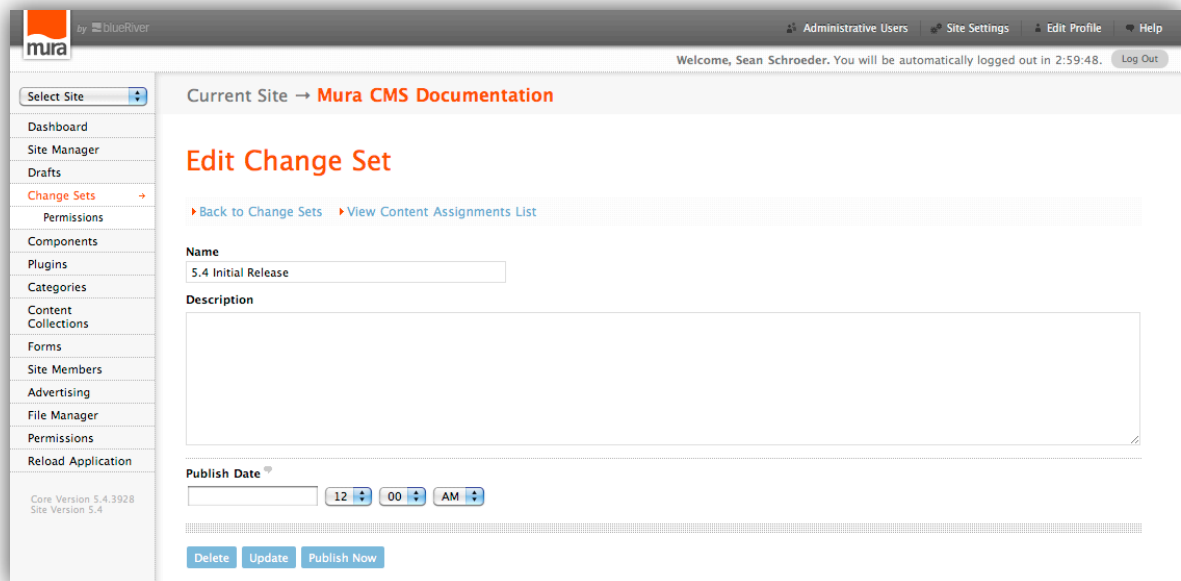 mura by blueRiver
Administrative Users Site Settings Edit Profile Help
Welcome, Sean Schroeder. You will be automatically logged out in 2:59:48. Log Out
Select Site
Current Site → Mura CMS Documentation
Dashboard
Site Manager
Drafts
Change Sets →
Permissions
Components
Plugins
Categories
Content
Collections
Forms
Site Members
Advertising
File Manager
Permissions
Reload Application
Core Version 5.4.3928
Site Version 5.4
Edit Change Set
Back to Change Sets View Content Assignments List
Name
5.4 Initial Release
Description
Publish Date
12 00 AM
Delete Update Publish Now